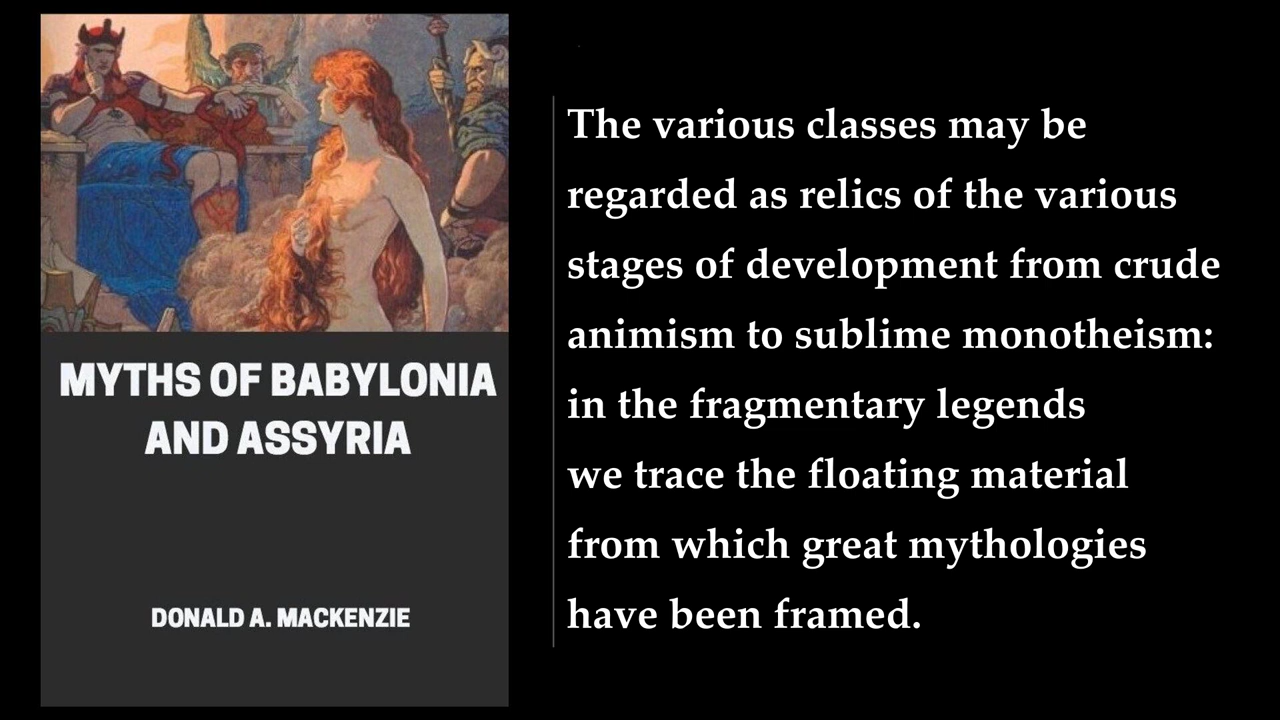 MYTHS OF BABYLONIA
AND ASSYRIA
DONALD A. MACKENZIE
The various classes may be
regarded as relics of the various
stages of development from crude
animism to sublime monotheism:
in the fragmentary legends
we trace the floating material
from which great mythologies
have been framed.